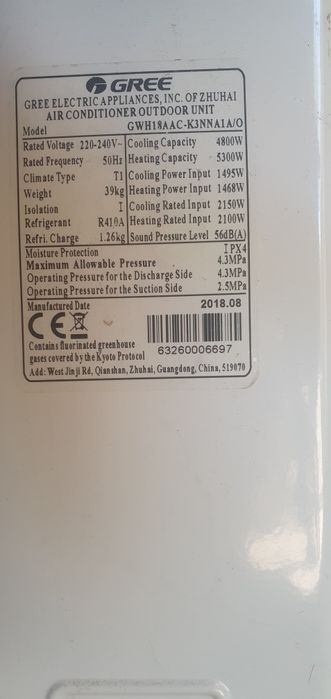 GREE
GREE ELECTRIC APPLIANCES, INC. OF ZHUHAI
AIR CONDITIONER OUTDOOR UNIT
Model GWH18AAC-K3NNA1A/O
Rated Voltage 220-240V~ Cooling Capacity 4800W
Rated Frequency 50Hz Heating Capacity 5300W
Climate Type T1 Cooling Power Input 1495W
Weight 39kg Heating Power Input 1468W
Isolation I Cooling Rated Input 2150W
Refrigerant R410A Heating Rated Input 2100W
Refri. Charge 1.26kg Sound Pressure Level 56dB(A)
Moisture Protection IPX4
Maximum Allowable Pressure 4.3MPa
Operating Pressure for the Discharge Side 4.3MPa
Operating Pressure for the Suction Side 2.5MPa
Manufactured Date 2018.08
CE
Contains fluorinated greenhouse
gases covered by the Kyoto Protocol
63260006697
Add: West Jinji Rd, Qianshan, Zhuhai, Guangdong, China, 519070